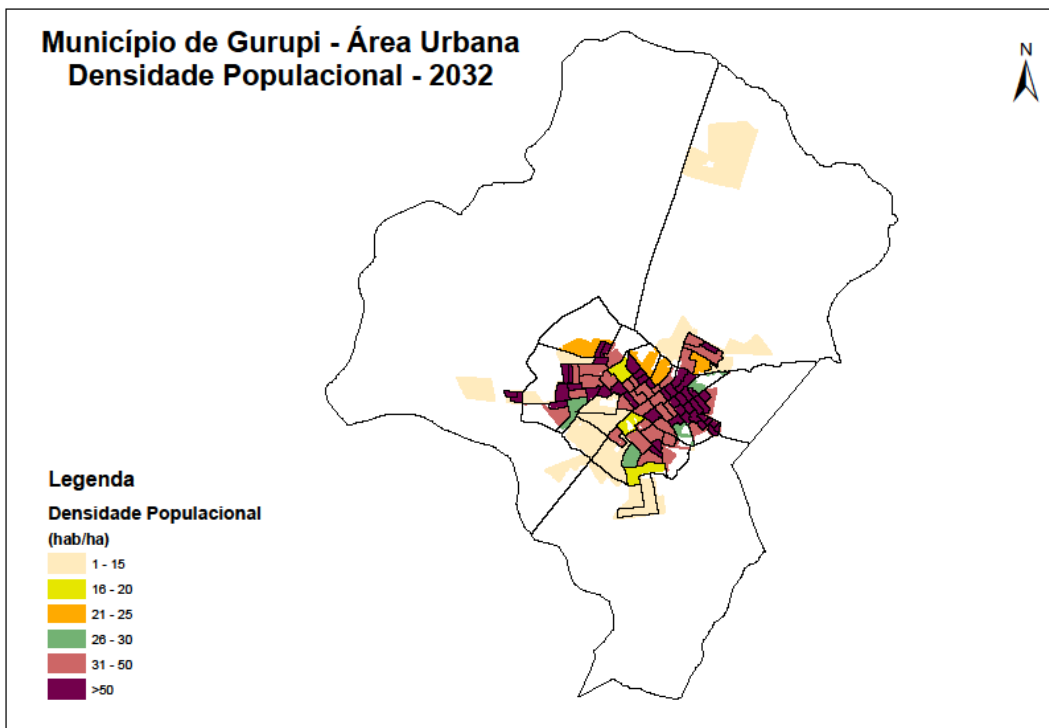 Município de Gurupi - Área Urbana
Densidade Populacional - 2032
N
Legenda
Densidade Populacional
(hab/ha)
1 - 15
16 - 20
21 - 25
26 - 30
31 - 50
>50